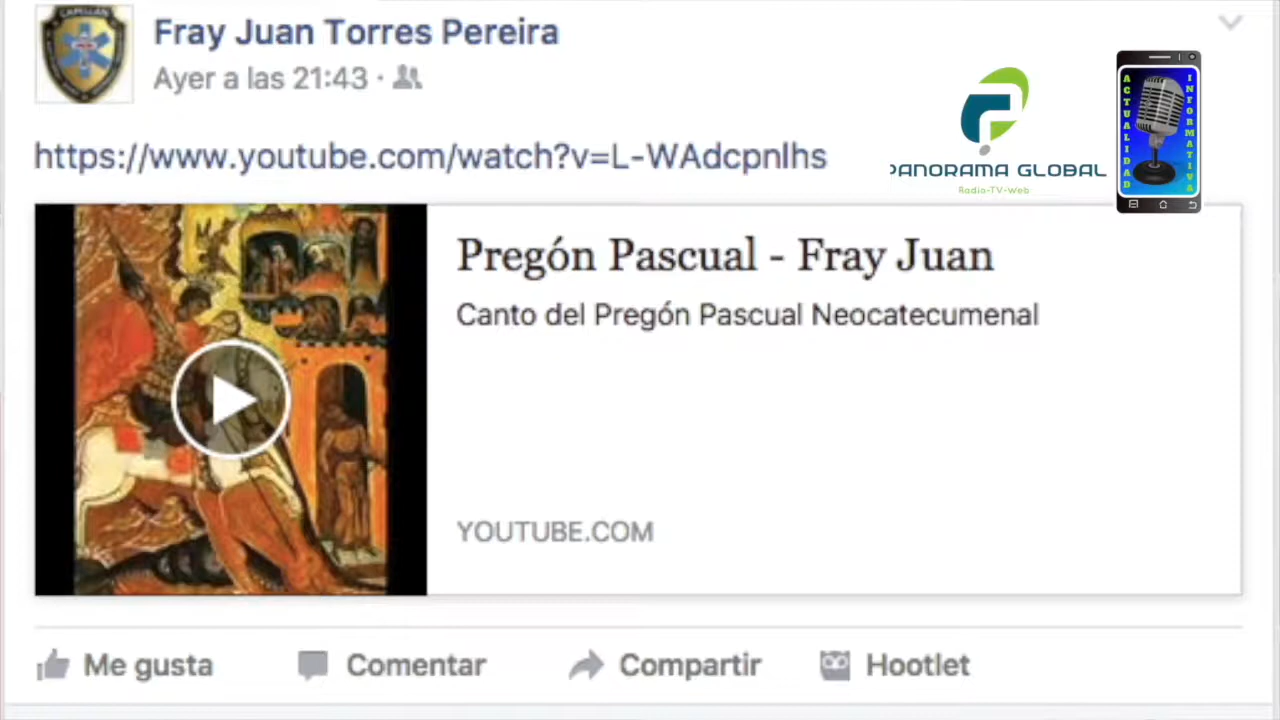 Fray Juan Torres Pereira
Ayer a las 21:43 ·
https://www.youtube.com/watch?v=L-WAdcpnlhs
PANORAMA GLOBAL
Radio-TV-Web
ACTUALIDAD
INFORMATIVA
Pregón Pascual - Fray Juan
Canto del Pregón Pascual Neocatecumenal
YOUTUBE.COM
Me gusta
Comentar
Compartir
Hootlet